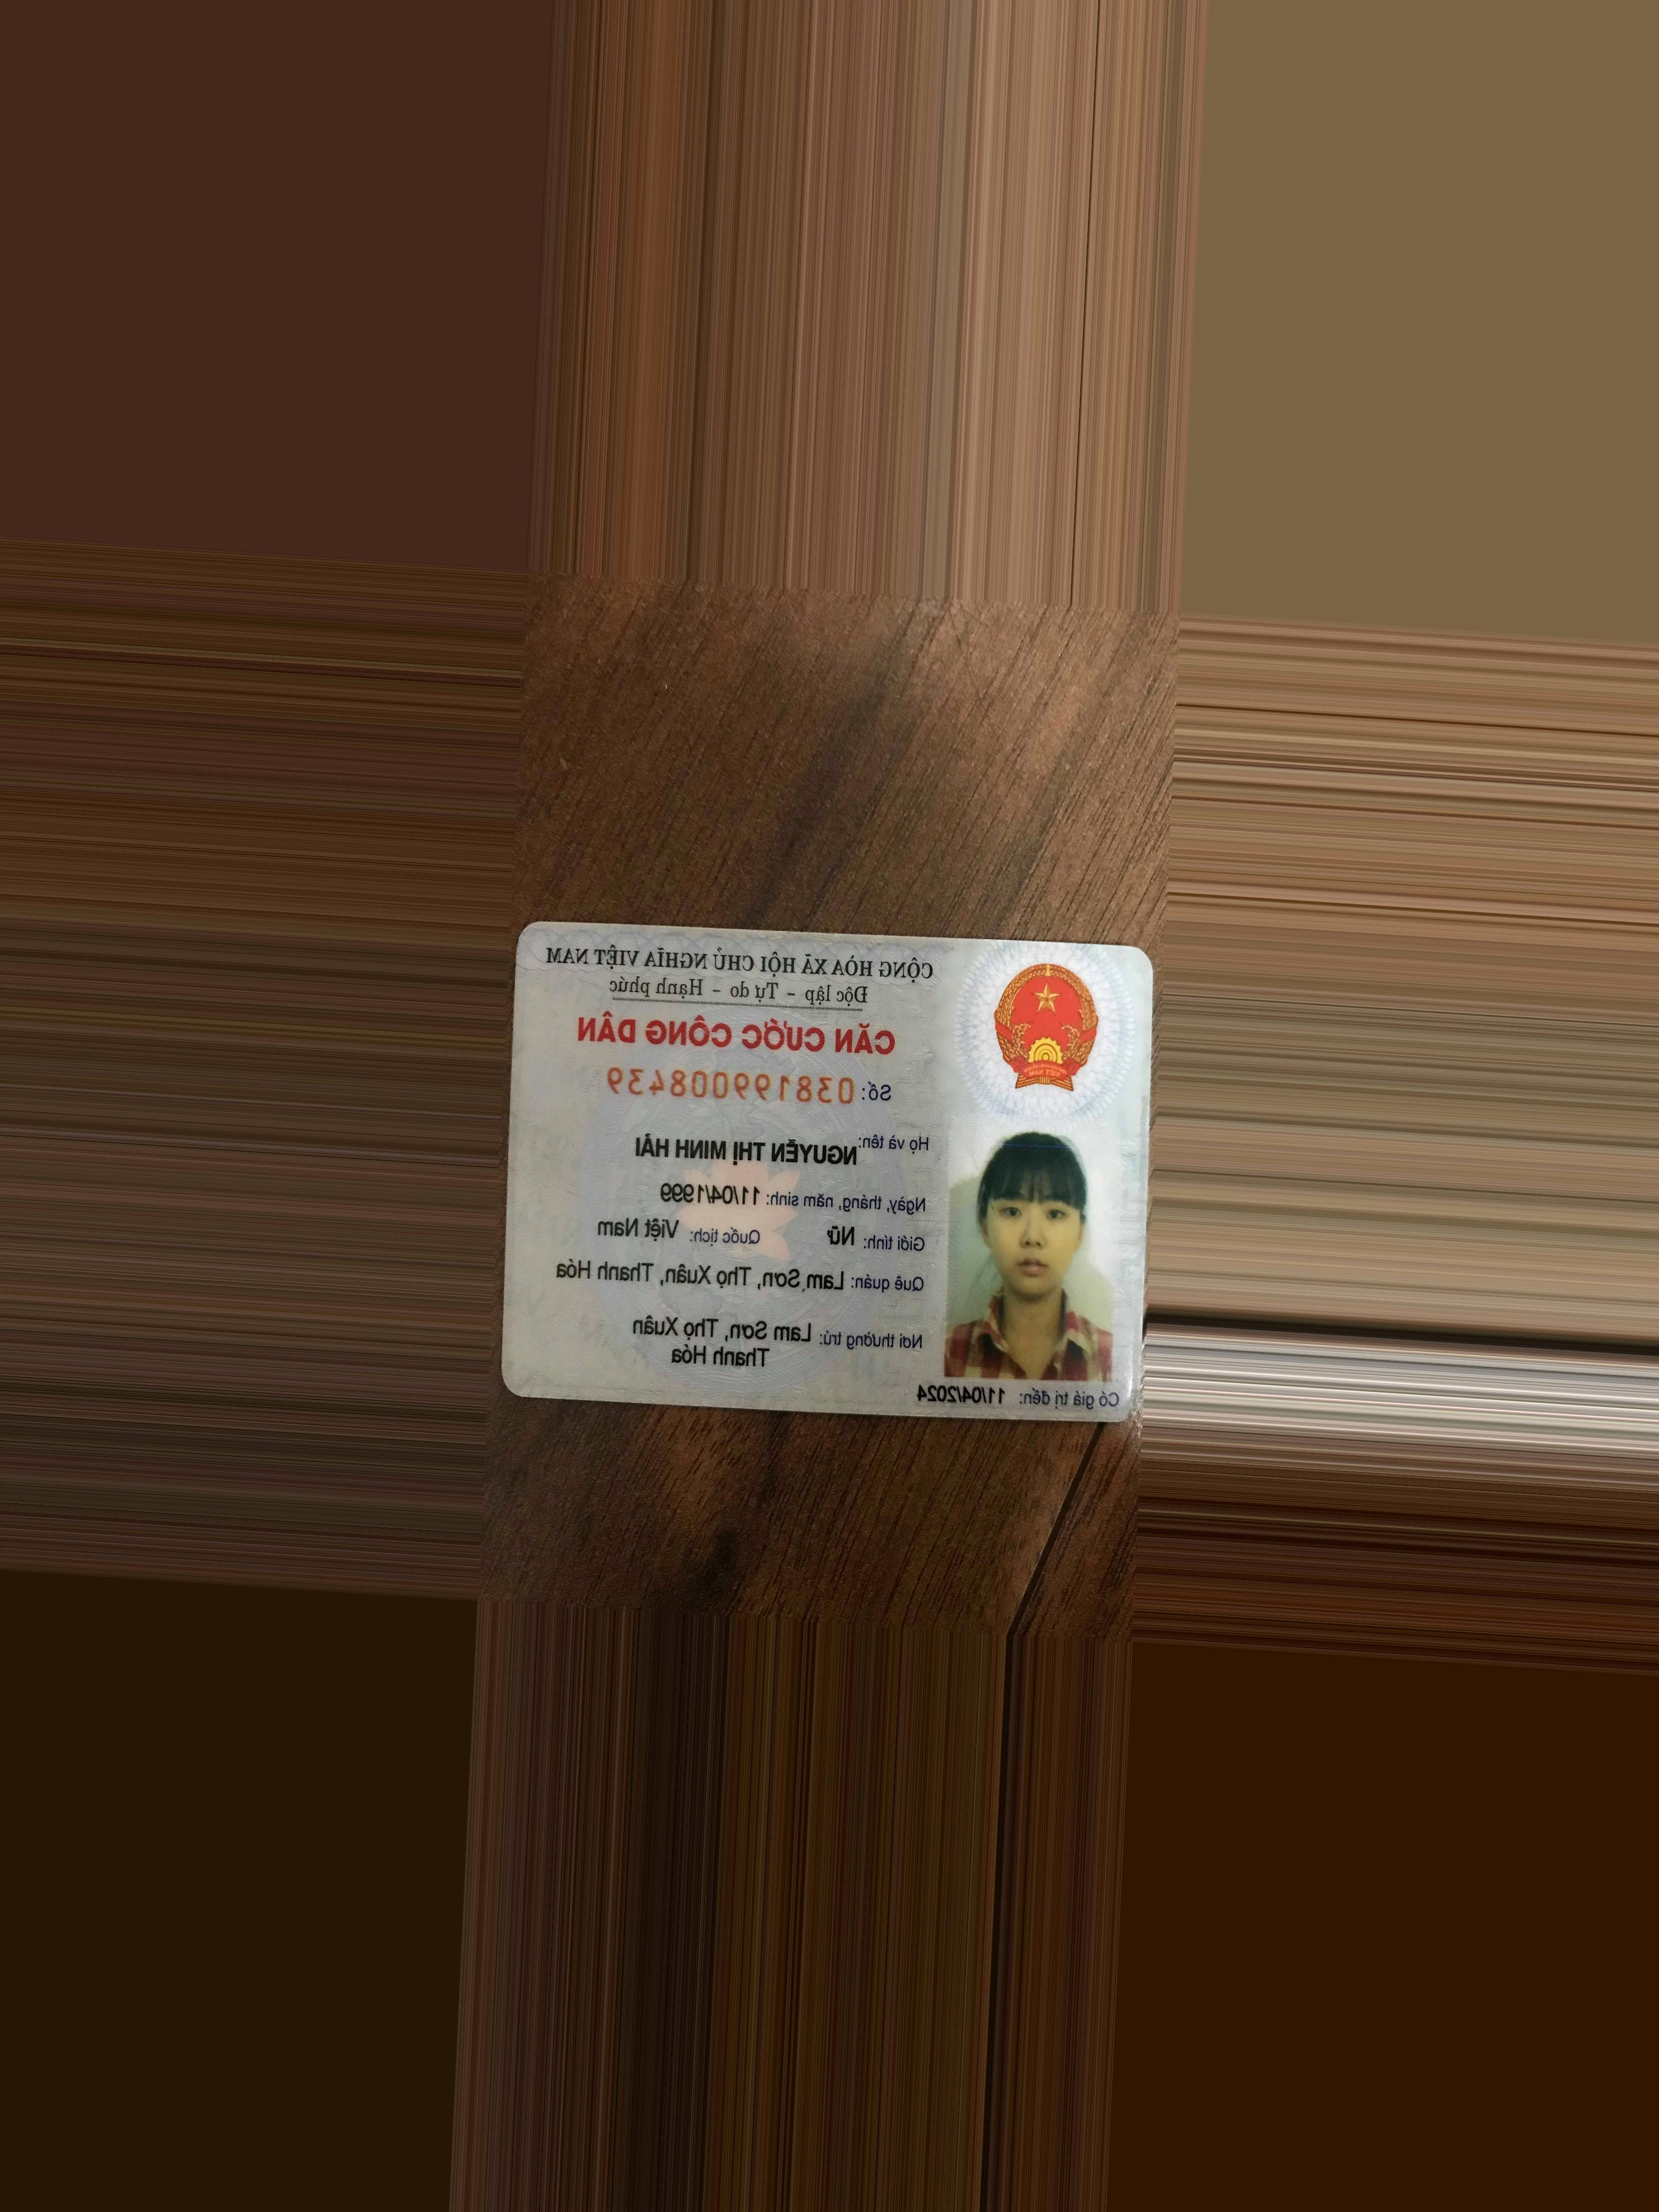 CỘNG HÒA XÃ HỘI CHỦ NGHĨA VIỆT NAM
Độc lập - Tự do - Hạnh phúc
CĂN CƯỚC CÔNG DÂN
Số: 038199008439
Họ và tên: NGUYỄN THỊ MINH HẢI
Ngày, tháng, năm sinh: 11/04/1999
Giới tính: Nữ Quốc tịch: Việt Nam
Quê quán: Lam Sơn, Thọ Xuân, Thanh Hóa
Nơi thường trú: Lam Sơn, Thọ Xuân
Thanh Hóa
Có giá trị đến: 11/04/2024
VIỆT NAM